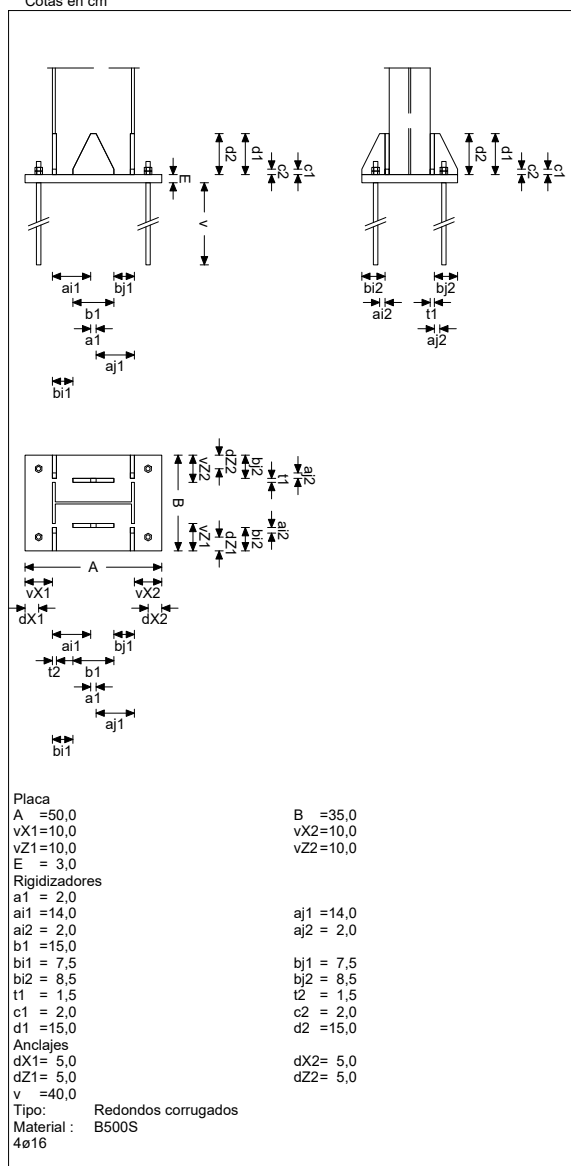 Cotas en cm
d2 d1 c2 c1
d2 d1 c2 c1
E
v
ai1 bj1
b1
a1
aj1
bi1
bi2 bj2
ai2 t1
aj2
vZ2 dZ2 bj2 t1 aj2
B
vZ1 dZ1 bi2 ai2
A
vX1 vX2
dX1 dX2
ai1 bj1
t2 b1
a1
aj1
bi1
Placa
A =50,0 B =35,0
vX1=10,0 vX2=10,0
vZ1=10,0 vZ2=10,0
E = 3,0
Rigidizadores
a1 = 2,0
ai1 =14,0 aj1 =14,0
ai2 = 2,0 aj2 = 2,0
b1 =15,0
bi1 = 7,5 bj1 = 7,5
bi2 = 8,5 bj2 = 8,5
t1 = 1,5 t2 = 1,5
c1 = 2,0 c2 = 2,0
d1 =15,0 d2 =15,0
Anclajes
dX1= 5,0 dX2= 5,0
dZ1= 5,0 dZ2= 5,0
v =40,0
Tipo: Redondos corrugados
Material : B500S
4ø16